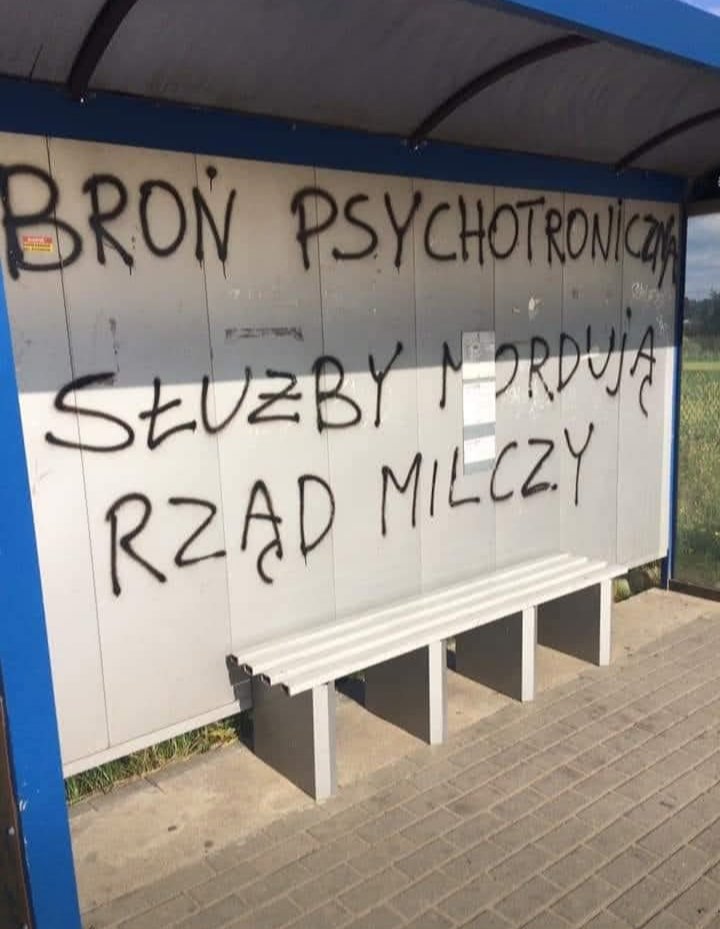 BROŃ PSYCHOTRONICZNA
SŁUŻBY MORDUJĄ
RZĄD MILCZY